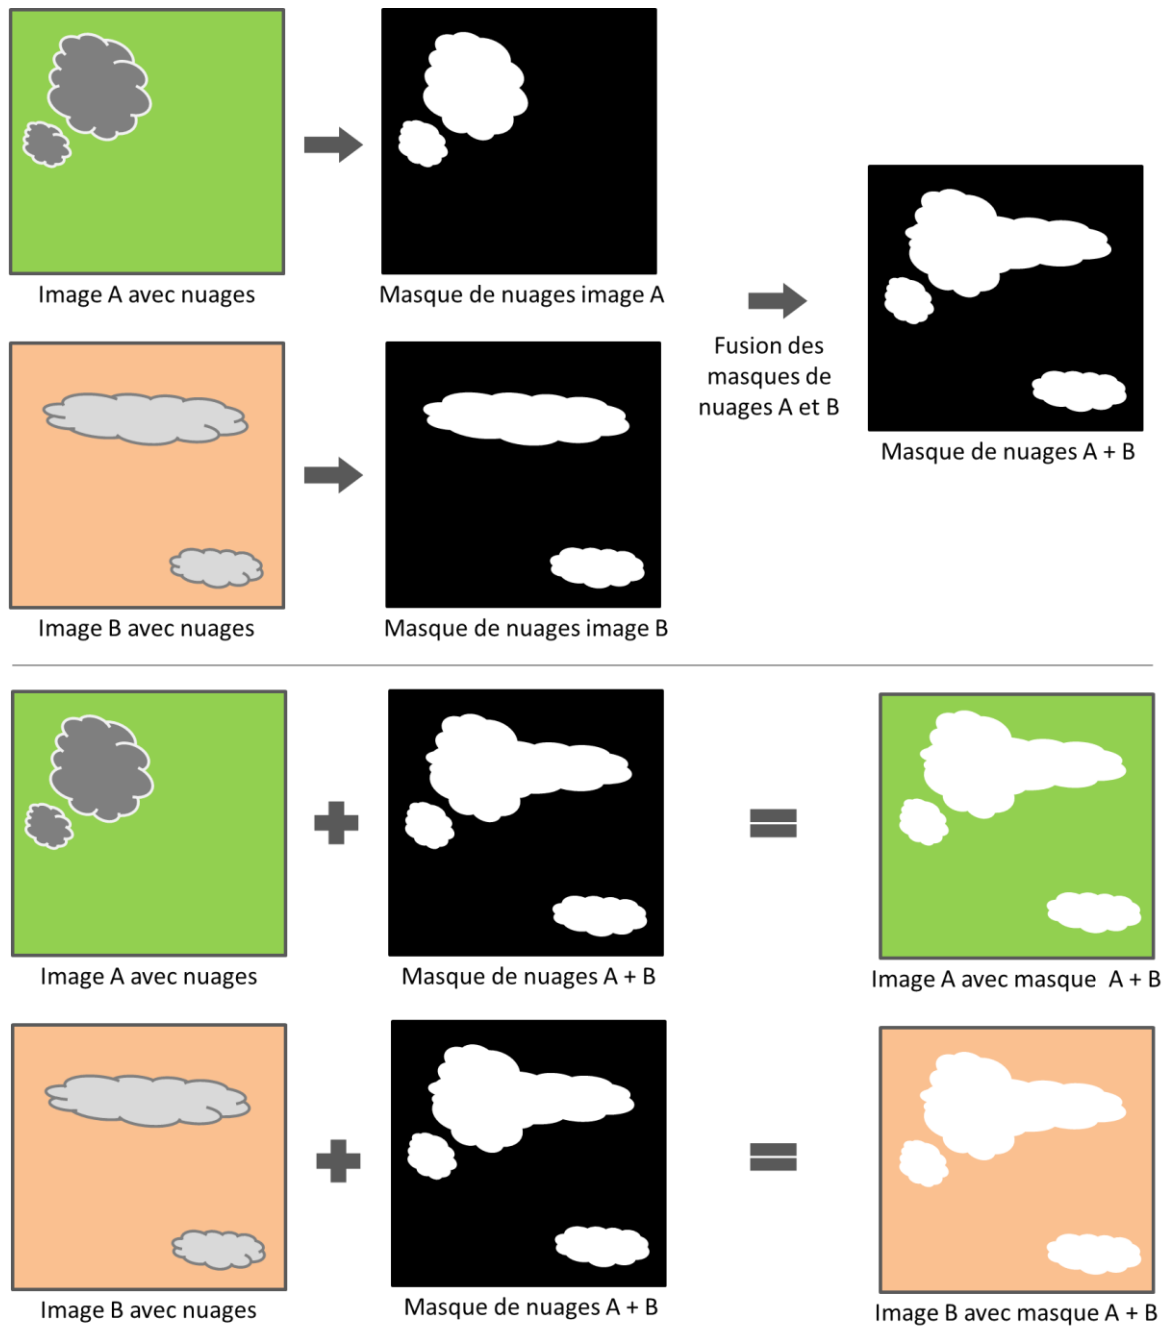 Image A avec nuages
Masque de nuages image A
Fusion des
masques de
nuages A et B
Masque de nuages A + B
Image B avec nuages
Masque de nuages image B
Image A avec nuages
Masque de nuages A + B
Image A avec masque A + B
Image B avec nuages
Masque de nuages A + B
Image B avec masque A + B